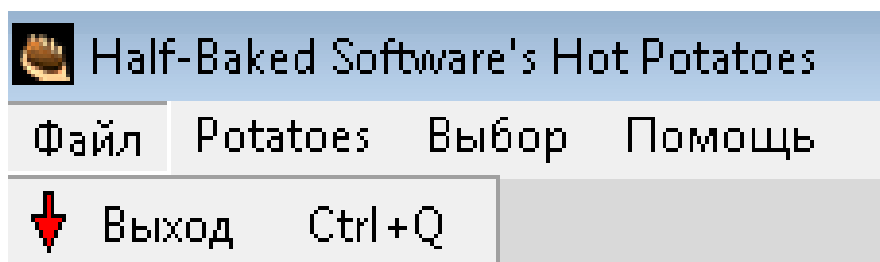 Half-Baked Software's Hot Potatoes
Файл Potatoes Выбор Помощь
Выход Ctrl+Q